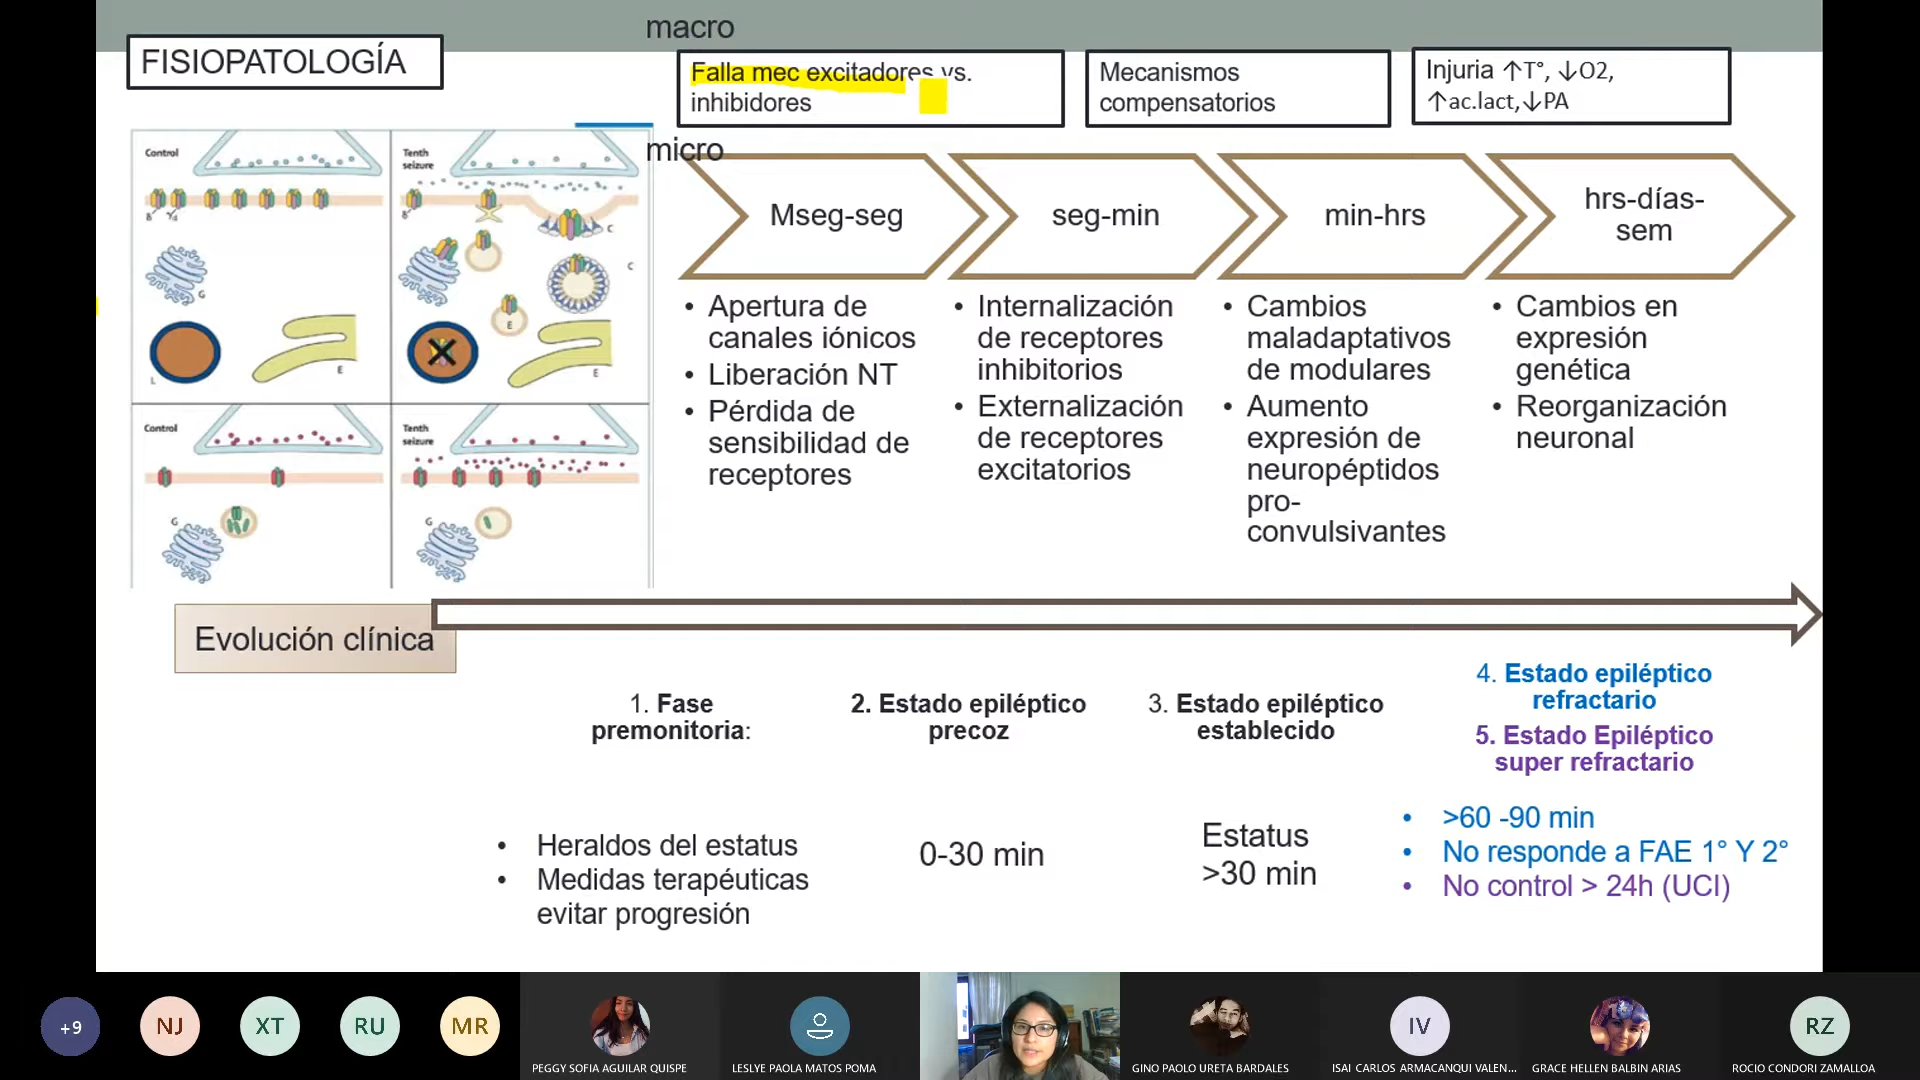 macro
FISIOPATOLOGÍA
Falla mec excitadores vs.
inhibidores
Mecanismos
compensatorios
Injuria ↑T°, ↓O2,
↑ac.lact,↓PA
micro
Control
Tenth
seizure
δ
γ₂
G
L
E
δ
C
C
E
E
Control
Tenth
seizure
G
G
Mseg-seg
seg-min
min-hrs
hrs-días-
sem
• Apertura de
canales iónicos
• Liberación NT
• Pérdida de
sensibilidad de
receptores
• Internalización
de receptores
inhibitorios
• Externalización
de receptores
excitatorios
• Cambios
maladaptativos
de modulares
• Aumento
expresión de
neuropéptidos
pro-
convulsivantes
• Cambios en
expresión
genética
• Reorganización
neuronal
Evolución clínica
1. Fase
premonitoria:
2. Estado epiléptico
precoz
3. Estado epiléptico
establecido
4. Estado epiléptico
refractario
5. Estado Epiléptico
super refractario
• Heraldos del estatus
• Medidas terapéuticas
evitar progresión
0-30 min
Estatus
>30 min
• >60 -90 min
• No responde a FAE 1° Y 2°
• No control > 24h (UCI)
+9
NJ
XT
RU
MR
PEGGY SOFIA AGUILAR QUISPE
LESLYE PAOLA MATOS POMA
GINO PAOLO URETA BARDALES
IV
ISAI CARLOS ARMACANQUI VALEN...
GRACE HELLEN BALBIN ARIAS
RZ
ROCIO CONDORI ZAMALLOA